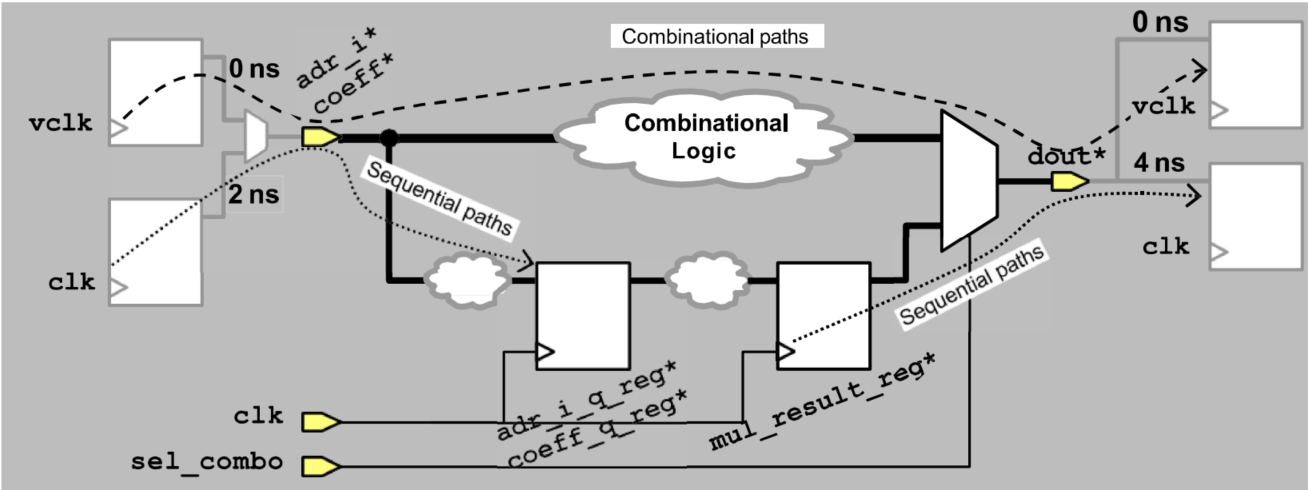 Combinational paths
0 ns
0 ns
adr_i*
coeff*
vclk
vclk
Combinational
Logic
dout*
4 ns
Sequential paths
2 ns
clk
clk
Sequential paths
adr_i_q_reg*
coeff_q_reg*
mul_result_reg*
clk
sel_combo